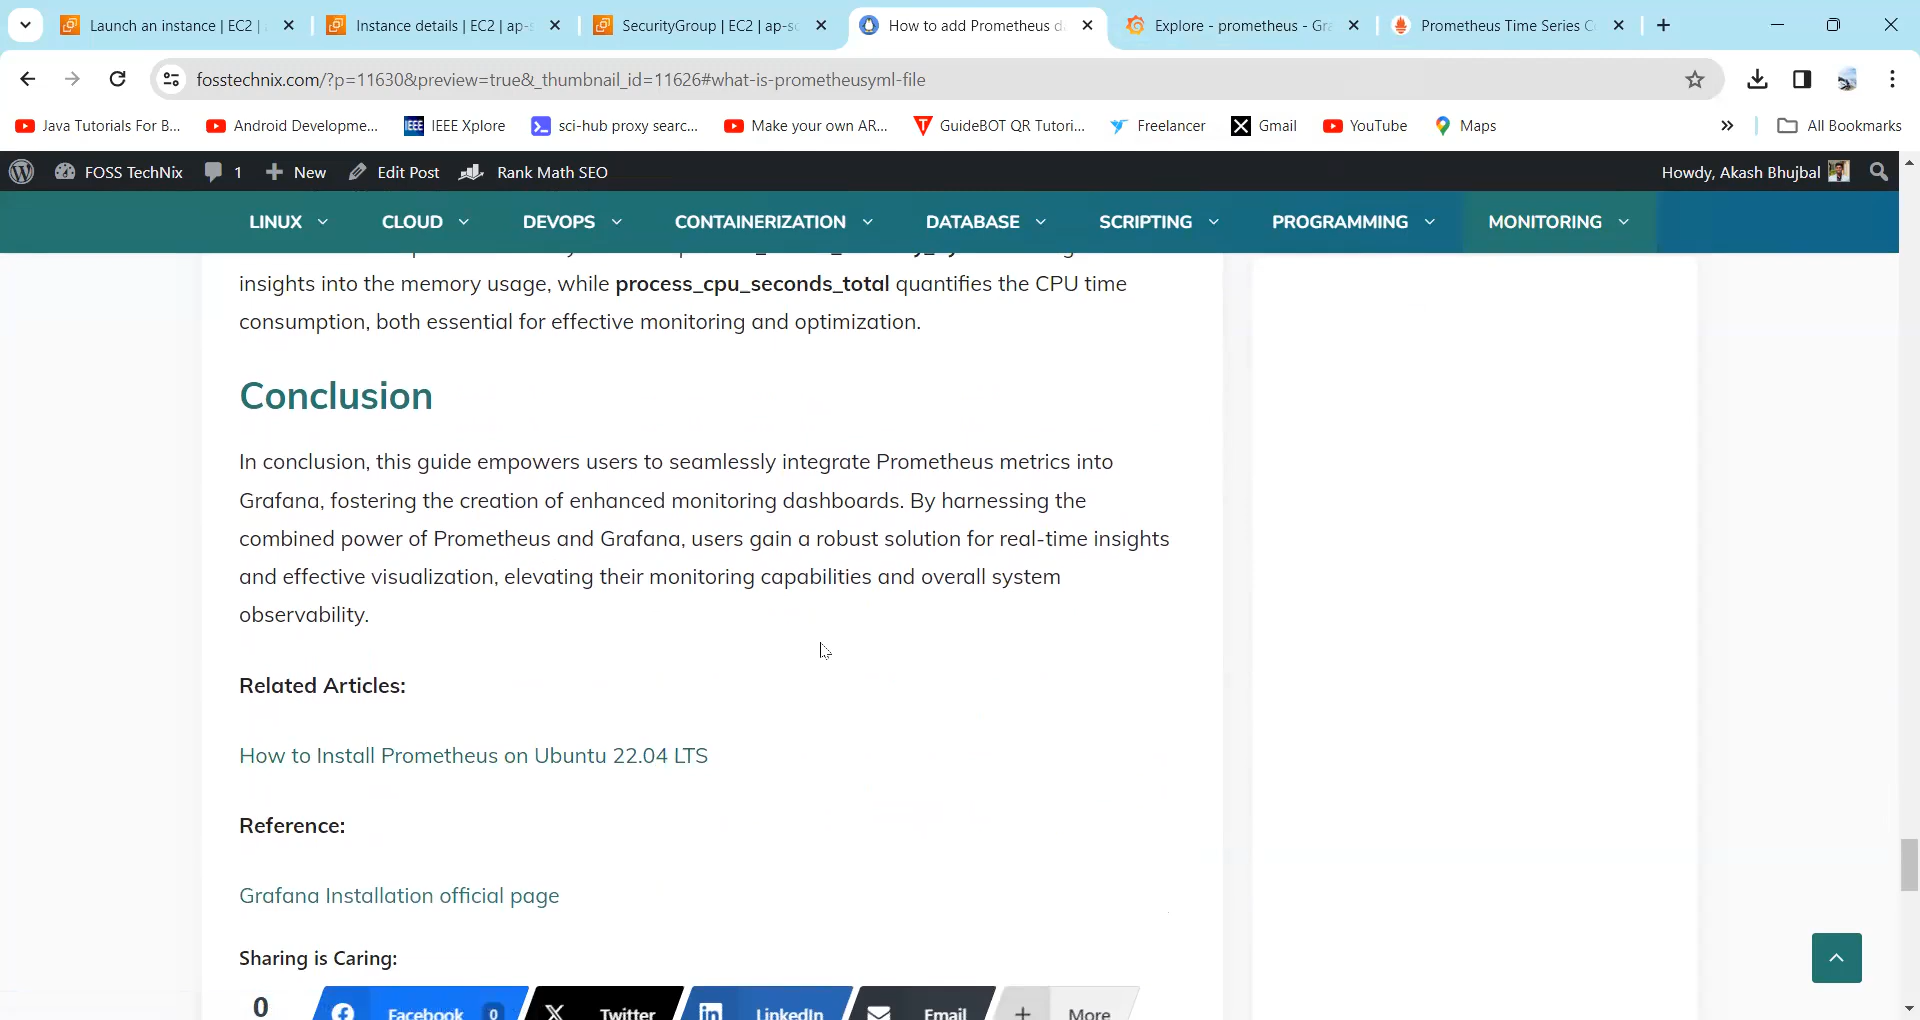 Launch an instance | EC2 |
Instance details | EC2 | ap-s
SecurityGroup | EC2 | ap-so
How to add Prometheus d
Explore - prometheus - Gra
Prometheus Time Series C
fosstechnix.com/?p=11630&preview=true&_thumbnail_id=11626#what-is-prometheusyml-file
Java Tutorials For B...
Android Developme...
IEEE IEEE Xplore
sci-hub proxy searc...
Make your own AR...
GuideBOT QR Tutori...
Freelancer
Gmail
YouTube
Maps
All Bookmarks
FOSS TechNix
1
New
Edit Post
Rank Math SEO
Howdy, Akash Bhujbal
LINUX
CLOUD
DEVOPS
CONTAINERIZATION
DATABASE
SCRIPTING
PROGRAMMING
MONITORING
insights into the memory usage, while process_cpu_seconds_total quantifies the CPU time
consumption, both essential for effective monitoring and optimization.
Conclusion
In conclusion, this guide empowers users to seamlessly integrate Prometheus metrics into
Grafana, fostering the creation of enhanced monitoring dashboards. By harnessing the
combined power of Prometheus and Grafana, users gain a robust solution for real-time insights
and effective visualization, elevating their monitoring capabilities and overall system
observability.
Related Articles:
How to Install Prometheus on Ubuntu 22.04 LTS
Reference:
Grafana Installation official page
Sharing is Caring:
0
Facebook 0
Twitter
LinkedIn
Email
More